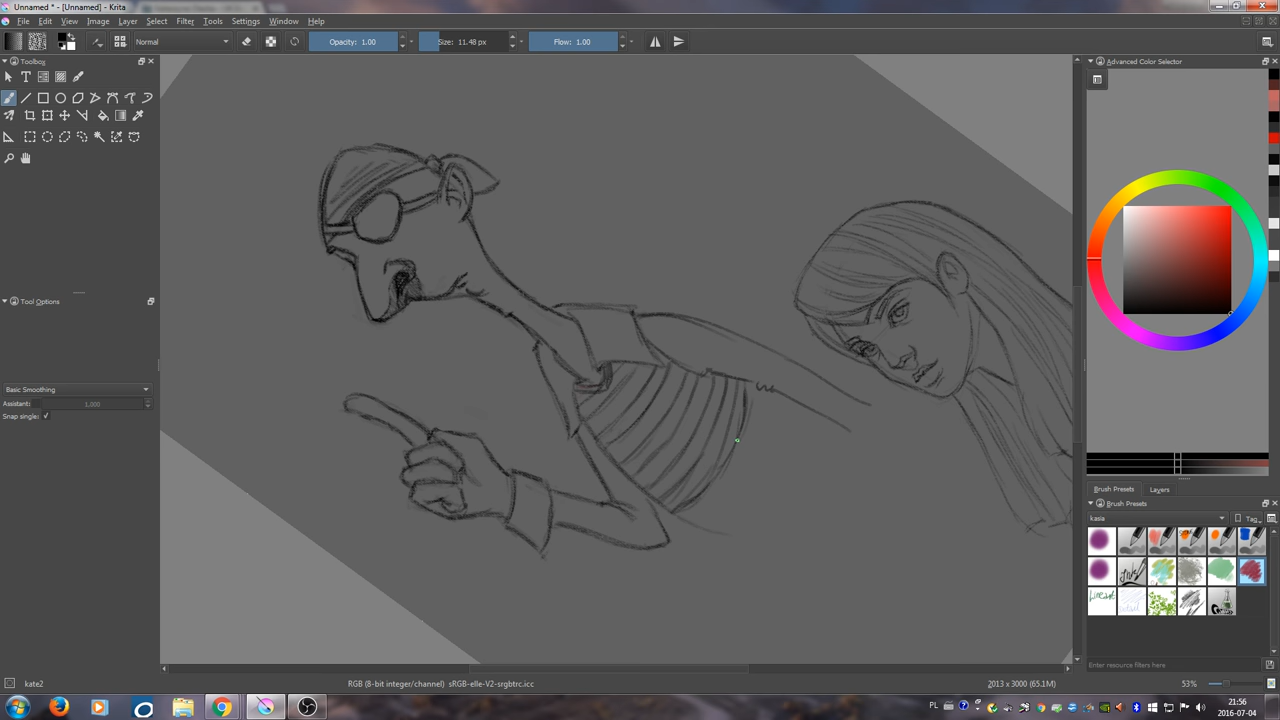 Unnamed * - [Unnamed] - Krita
File Edit View Image Layer Select Filter Tools Settings Window Help
Normal Opacity: 1.00 Size: 11.48 px Flow: 1.00
Toolbox
Tool Options
Basic Smoothing
Assistant: 1,000
Snap single:
Advanced Color Selector
Brush Presets Layers
Brush Presets
kasia Tag
Enter resource filters here
kate2 RGB (8-bit integer/channel) sRGB-elle-V2-srgbtrc.icc 2013 x 3000 (65.1M) 53%
PL 21:56
2016-07-04